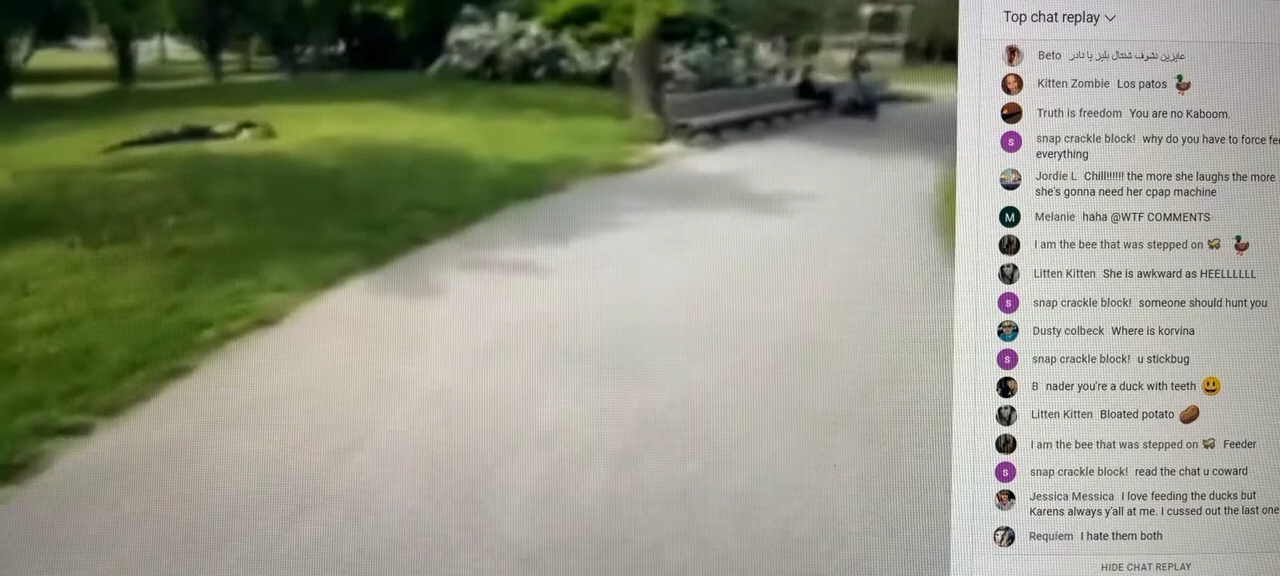 Top chat replay
Beto عايزين نشوف شنتال بليز يا نادر
Kitten Zombie Los patos 🦆
Truth is freedom You are no Kaboom.
S snap crackle block! why do you have to force fe
everything
Jordie L Chill!!!!!! the more she laughs the more
she's gonna need her cpap machine
M Melanie haha @WTF COMMENTS
I am the bee that was stepped on 🐝 🦆
Litten Kitten She is awkward as HEELLLLLL
S snap crackle block! someone should hunt you
Dusty colbeck Where is korvina
S snap crackle block! u stickbug
B nader you're a duck with teeth 😃
Litten Kitten Bloated potato 🥔
I am the bee that was stepped on 🐝 Feeder
S snap crackle block! read the chat u coward
Jessica Messica I love feeding the ducks but
Karens always y'all at me. I cussed out the last one
Requiem I hate them both
HIDE CHAT REPLAY